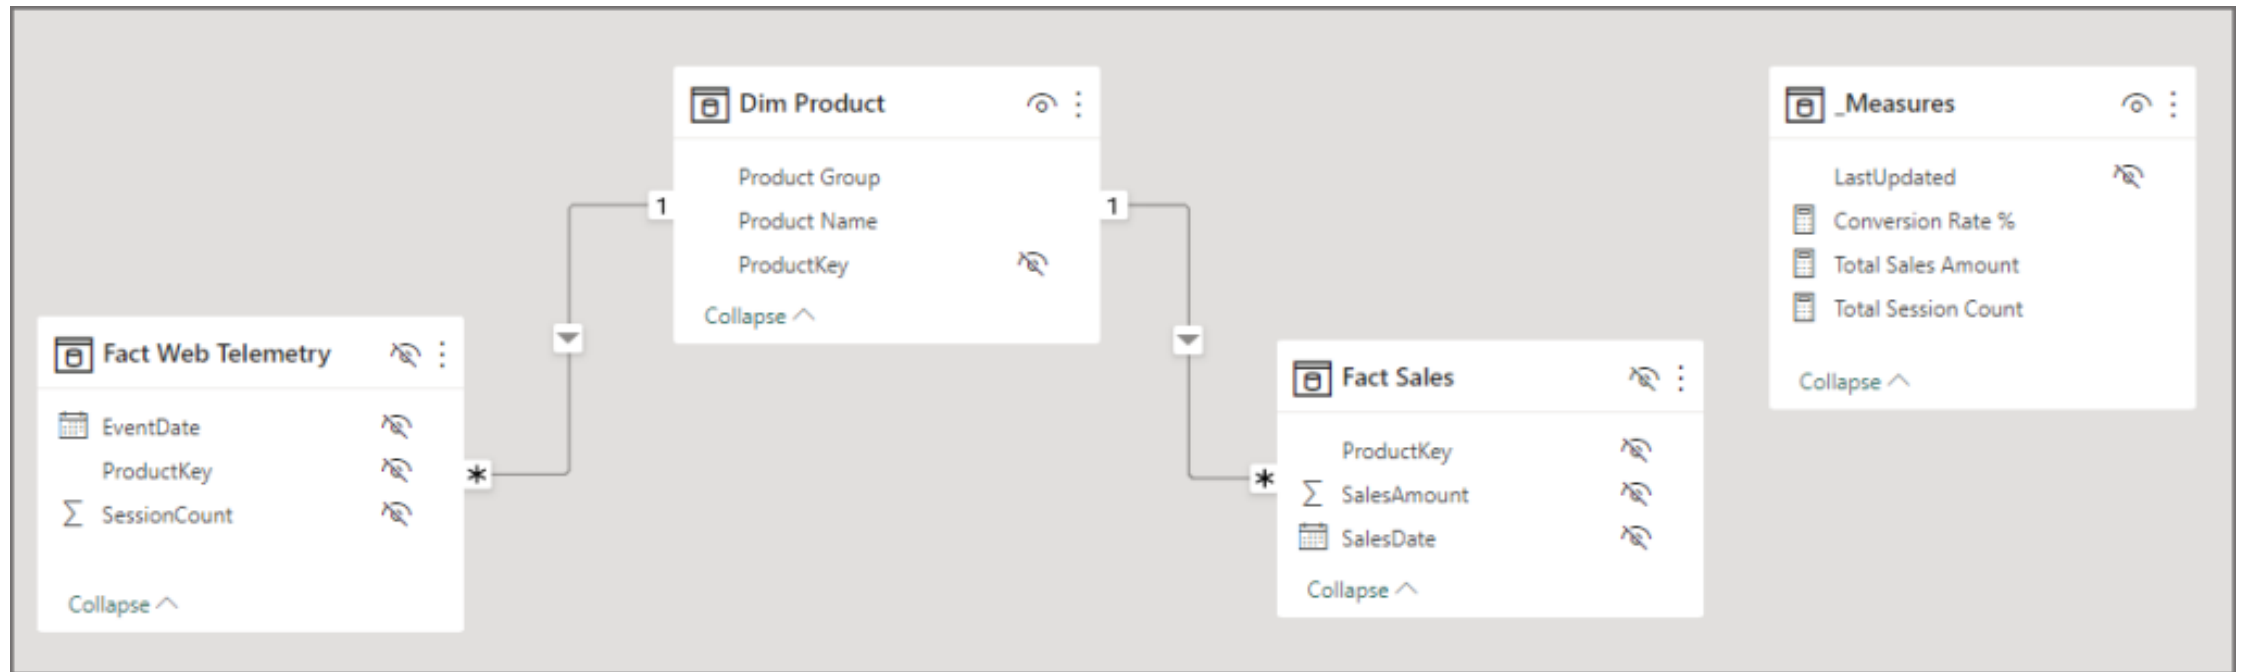 Dim Product
Product Group
Product Name
ProductKey
Collapse
1
1
_Measures
LastUpdated
Conversion Rate %
Total Sales Amount
Total Session Count
Collapse
Fact Web Telemetry
EventDate
ProductKey
SessionCount
Collapse
*
Fact Sales
ProductKey
SalesAmount
SalesDate
Collapse
*